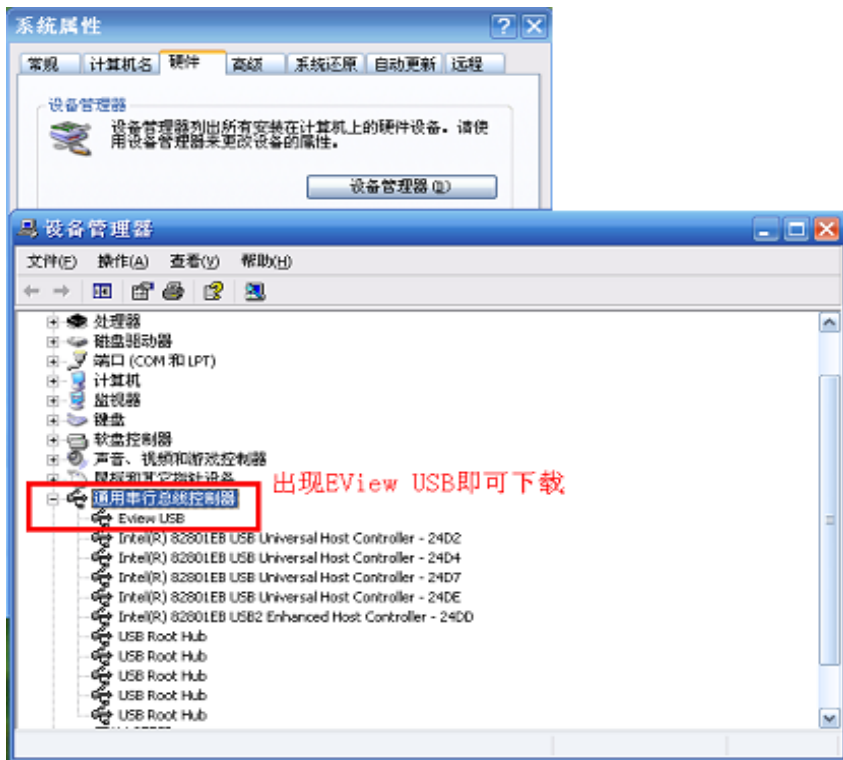 系统属性
常规 计算机名 硬件 高级 系统还原 自动更新 远程
设备管理器
设备管理器列出所有安装在计算机上的硬件设备。请使
用设备管理器来更改设备的属性。
设备管理器(D)
设备管理器
文件(F) 操作(A) 查看(V) 帮助(H)
处理器
磁盘驱动器
端口 (COM 和 LPT)
计算机
监视器
键盘
软盘控制器
声音、视频和游戏控制器
鼠标和其它指针设备
出现EView USB即可下载
通用串行总线控制器
Eview USB
Intel(R) 82801EB USB Universal Host Controller - 24D2
Intel(R) 82801EB USB Universal Host Controller - 24D4
Intel(R) 82801EB USB Universal Host Controller - 24D7
Intel(R) 82801EB USB Universal Host Controller - 24DE
Intel(R) 82801EB USB2 Enhanced Host Controller - 24DD
USB Root Hub
USB Root Hub
USB Root Hub
USB Root Hub
USB Root Hub